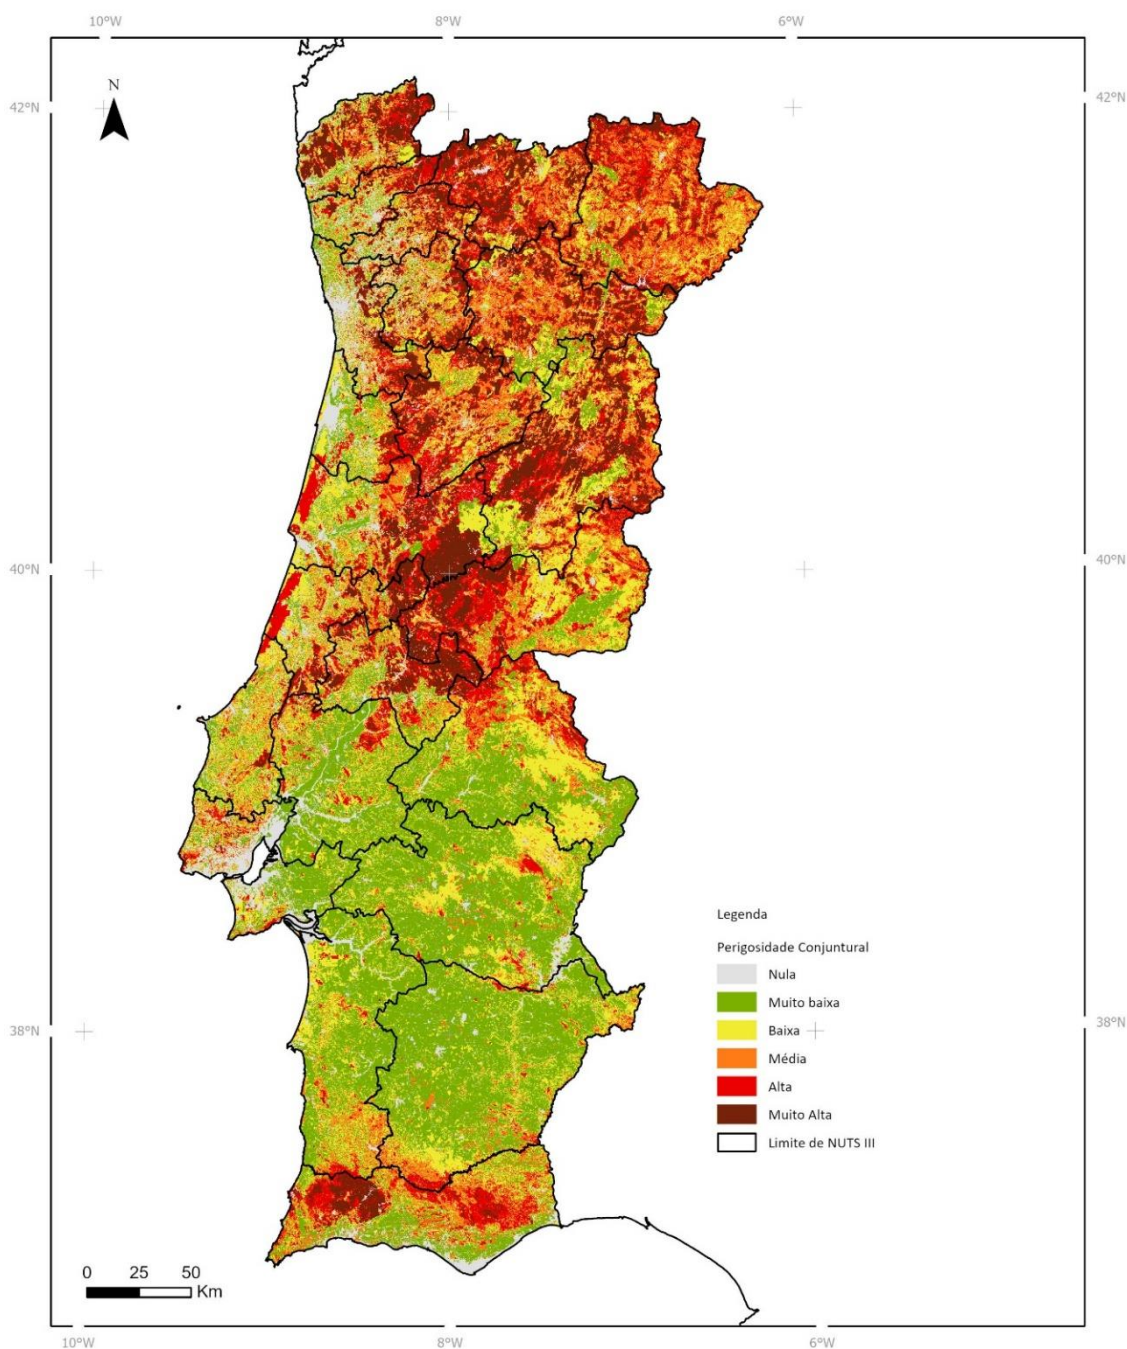 10°W 8°W 6°W
N
42°N 42°N
40°N 40°N
Legenda
Perigosidade Conjuntural
Nula
Muito baixa
38°N Baixa 38°N
Média
Alta
Muito Alta
Limite de NUTS III
0 25 50
Km
10°W 8°W 6°W